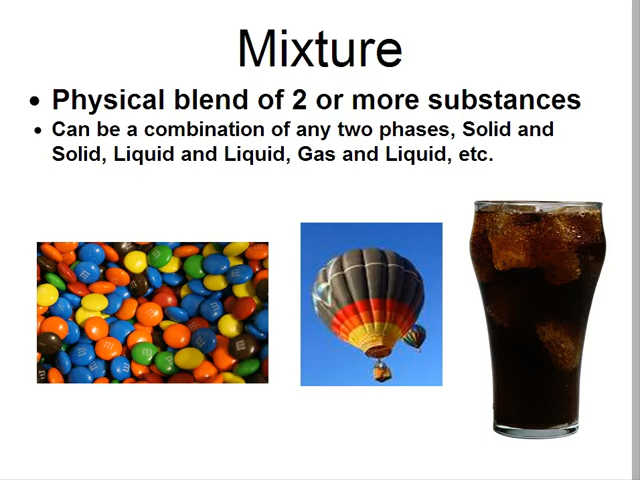 Mixture
• Physical blend of 2 or more substances
• Can be a combination of any two phases, Solid and
Solid, Liquid and Liquid, Gas and Liquid, etc.